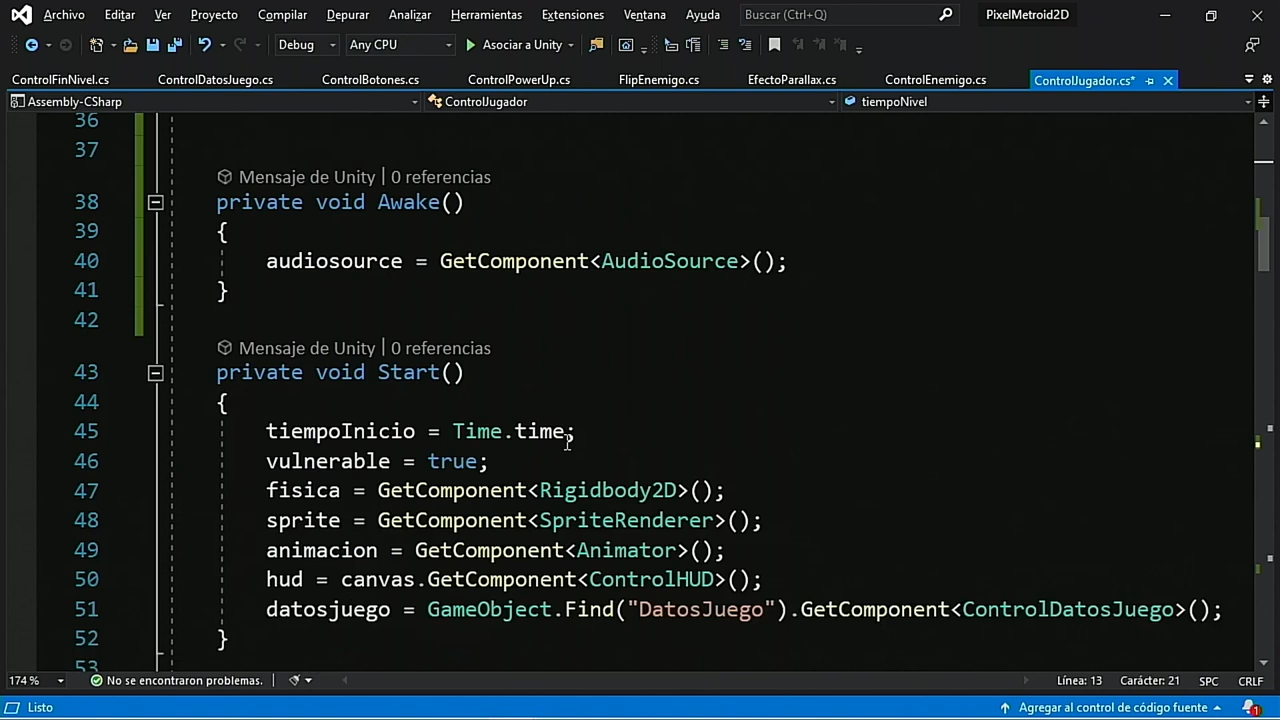 Archivo Editar Ver Proyecto Compilar Depurar Analizar Herramientas Extensiones Ventana Ayuda Buscar (Ctrl+Q) PixelMetroid2D
Debug Any CPU Asociar a Unity
ControlFinNivel.cs ControlDatosJuego.cs ControlBotones.cs ControlPowerUp.cs FlipEnemigo.cs EfectoParallax.cs ControlEnemigo.cs ControlJugador.cs*
Assembly-CSharp ControlJugador tiempoNivel
36
37
Mensaje de Unity | 0 referencias
38 private void Awake()
39 {
40 audiosource = GetComponent<AudioSource>();
41 }
42
Mensaje de Unity | 0 referencias
43 private void Start()
44 {
45 tiempoInicio = Time.time;
46 vulnerable = true;
47 fisica = GetComponent<Rigidbody2D>();
48 sprite = GetComponent<SpriteRenderer>();
49 animacion = GetComponent<Animator>();
50 hud = canvas.GetComponent<ControlHUD>();
51 datosjuego = GameObject.Find("DatosJuego").GetComponent<ControlDatosJuego>();
52 }
53
174 % No se encontraron problemas. Línea: 13 Carácter: 21 SPC CRLF
Listo Agregar al control de código fuente 1